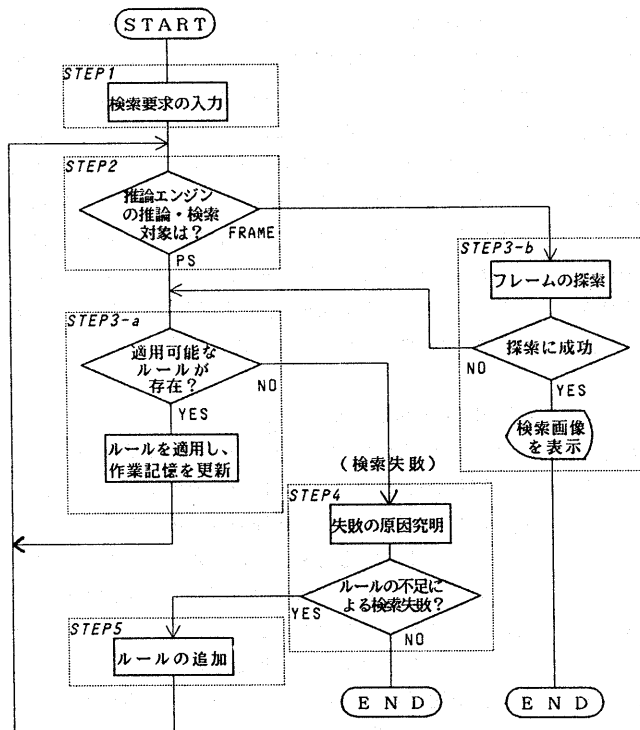 START
STEP1
検索要求の入力
STEP2
推論エンジン
の推論・検索
対象は？
FRAME
PS
STEP3-b
フレームの探索
探索に成功
NO
YES
検索画像
を表示
STEP3-a
適用可能な
ルールが
存在？
NO
YES
ルールを適用し、
作業記憶を更新
(検索失敗)
STEP4
失敗の原因究明
ルールの不足に
よる検索失敗？
YES
NO
STEP5
ルールの追加
END
END